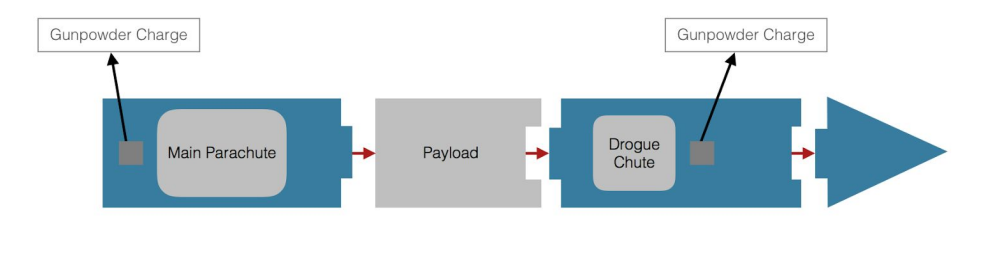 Gunpowder Charge
Gunpowder Charge
Main Parachute
Payload
Drogue
Chute